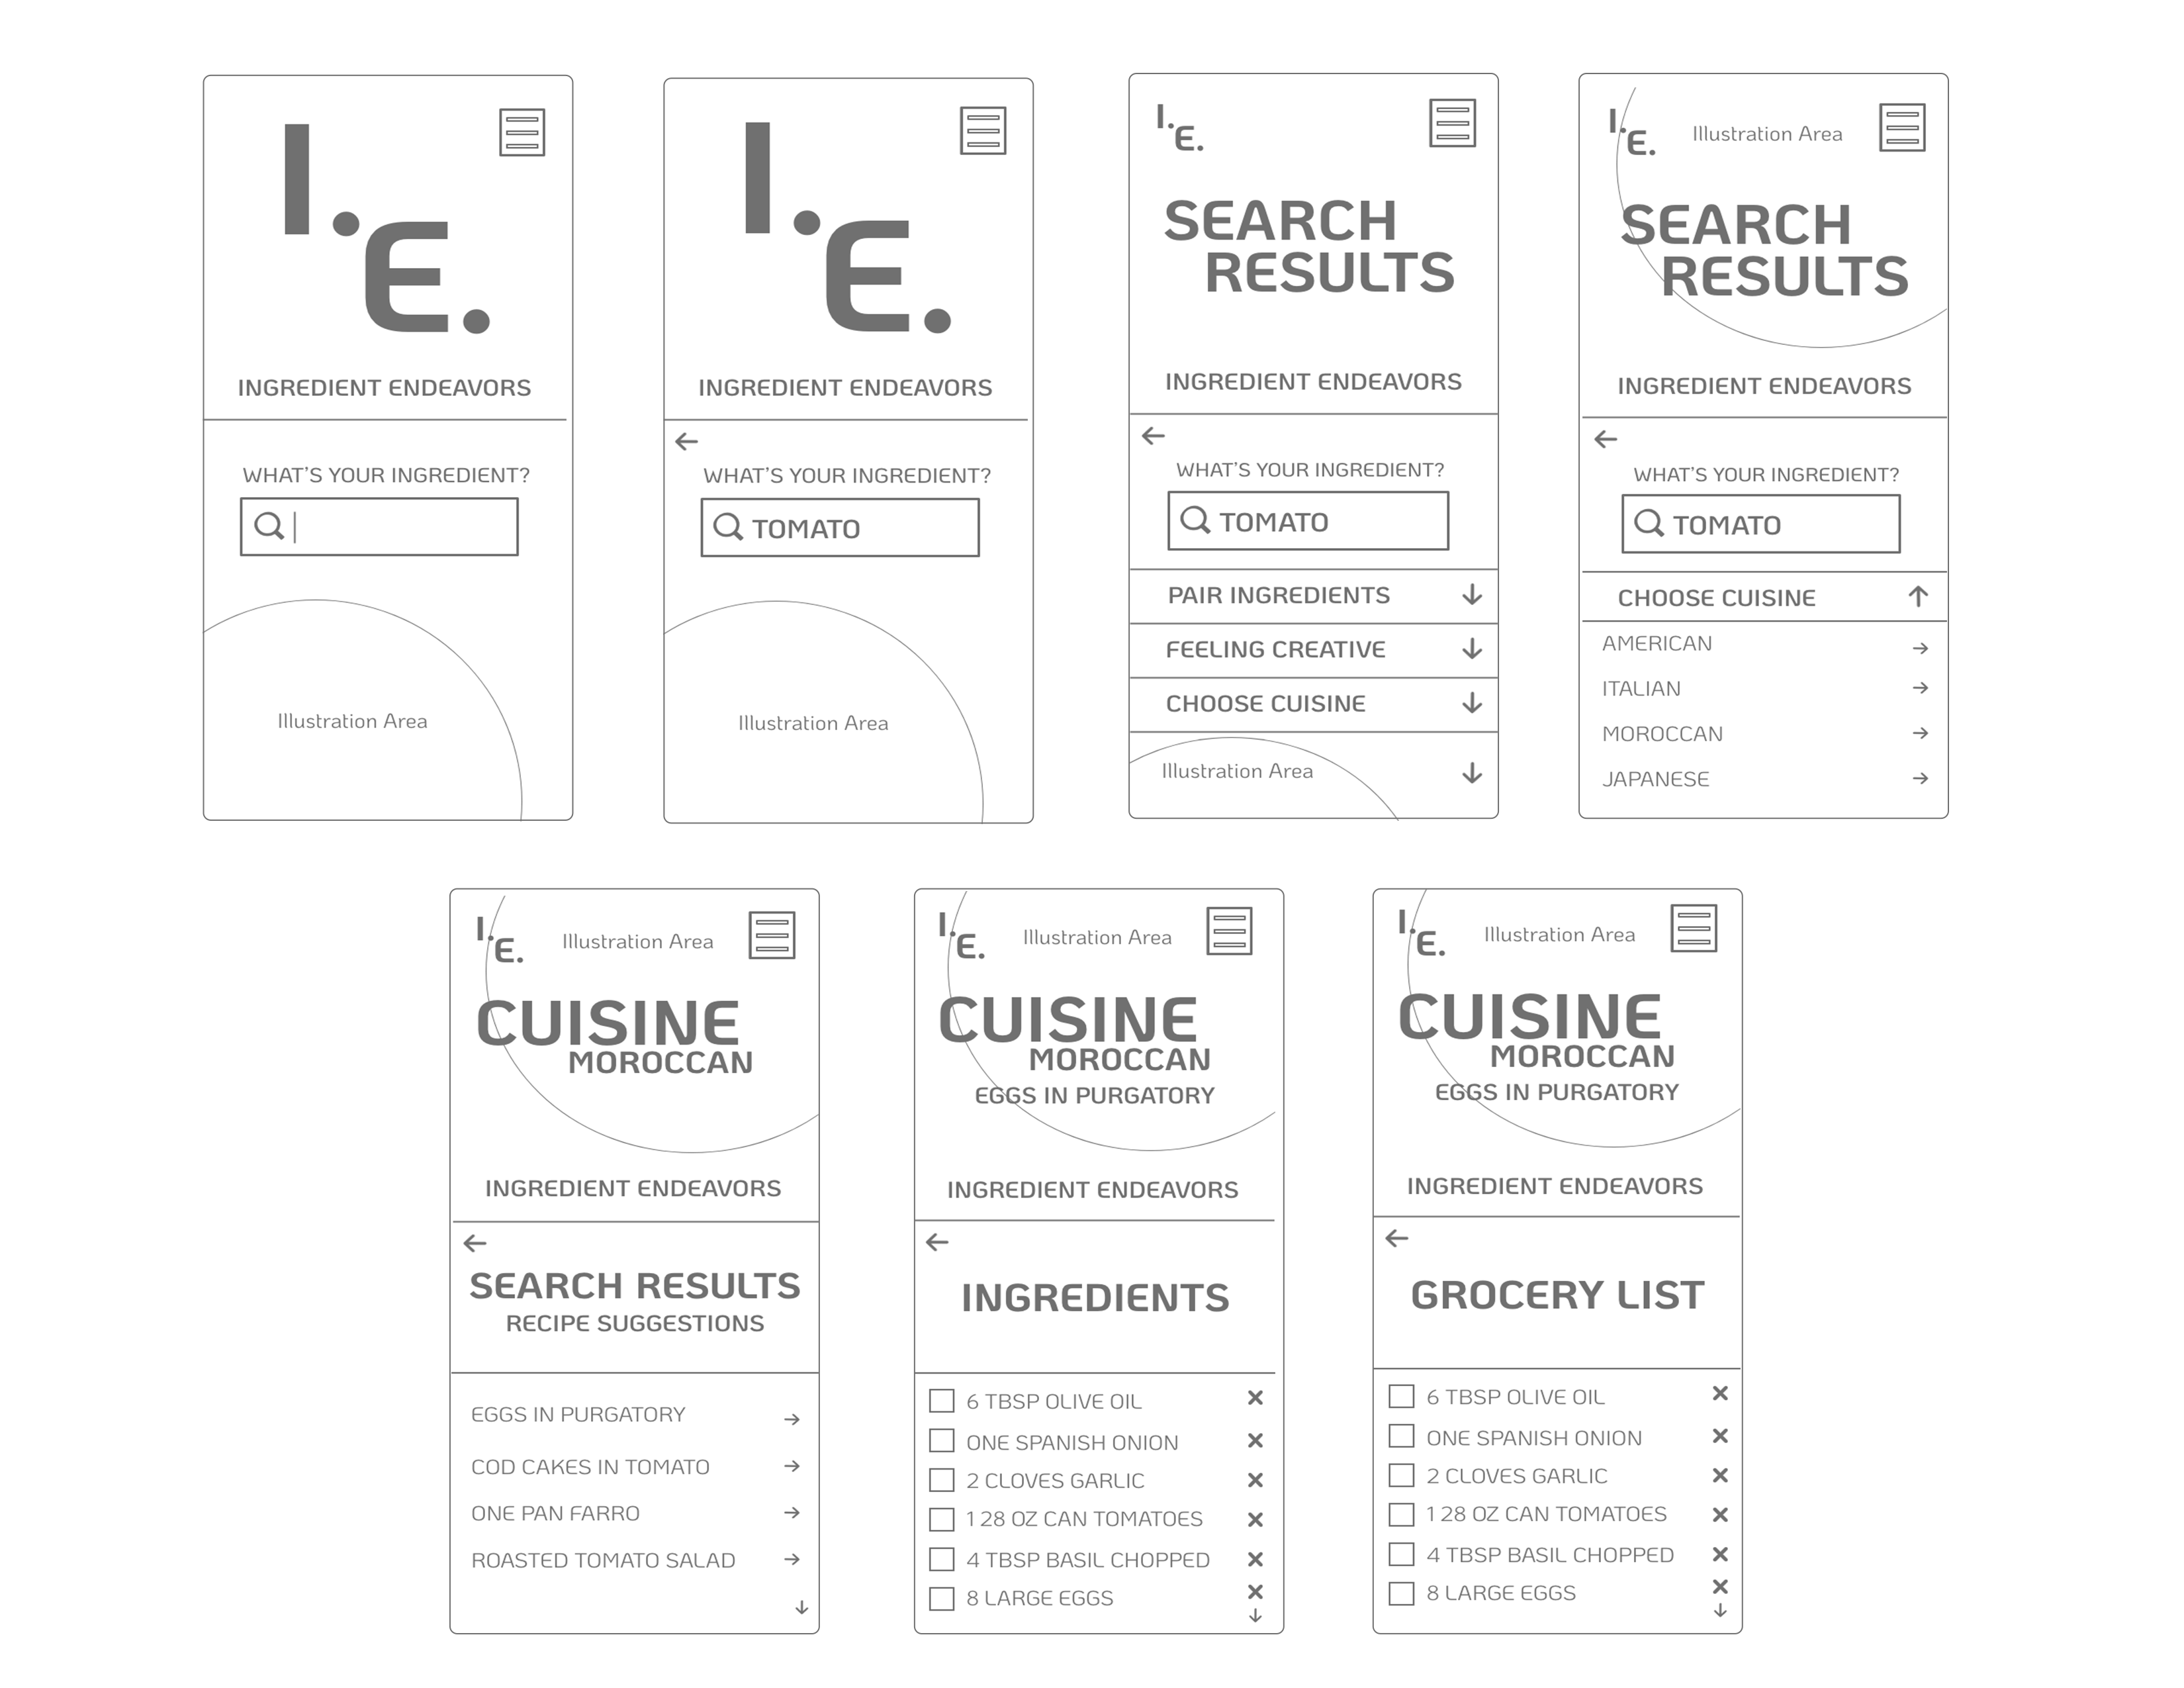 I.
E.
INGREDIENT ENDEAVORS
WHAT'S YOUR INGREDIENT?
Illustration Area
I.
E.
INGREDIENT ENDEAVORS
WHAT'S YOUR INGREDIENT?
TOMATO
Illustration Area
I.
E.
SEARCH
RESULTS
INGREDIENT ENDEAVORS
WHAT'S YOUR INGREDIENT?
TOMATO
PAIR INGREDIENTS
FEELING CREATIVE
CHOOSE CUISINE
Illustration Area
I.
E.
Illustration Area
SEARCH
RESULTS
INGREDIENT ENDEAVORS
WHAT'S YOUR INGREDIENT?
TOMATO
CHOOSE CUISINE
AMERICAN
ITALIAN
MOROCCAN
JAPANESE
I.
E.
Illustration Area
CUISINE
MOROCCAN
INGREDIENT ENDEAVORS
SEARCH RESULTS
RECIPE SUGGESTIONS
EGGS IN PURGATORY
COD CAKES IN TOMATO
ONE PAN FARRO
ROASTED TOMATO SALAD
I.
E.
Illustration Area
CUISINE
MOROCCAN
EGGS IN PURGATORY
INGREDIENT ENDEAVORS
INGREDIENTS
6 TBSP OLIVE OIL
ONE SPANISH ONION
2 CLOVES GARLIC
1 28 OZ CAN TOMATOES
4 TBSP BASIL CHOPPED
8 LARGE EGGS
I.
E.
Illustration Area
CUISINE
MOROCCAN
EGGS IN PURGATORY
INGREDIENT ENDEAVORS
GROCERY LIST
6 TBSP OLIVE OIL
ONE SPANISH ONION
2 CLOVES GARLIC
1 28 OZ CAN TOMATOES
4 TBSP BASIL CHOPPED
8 LARGE EGGS